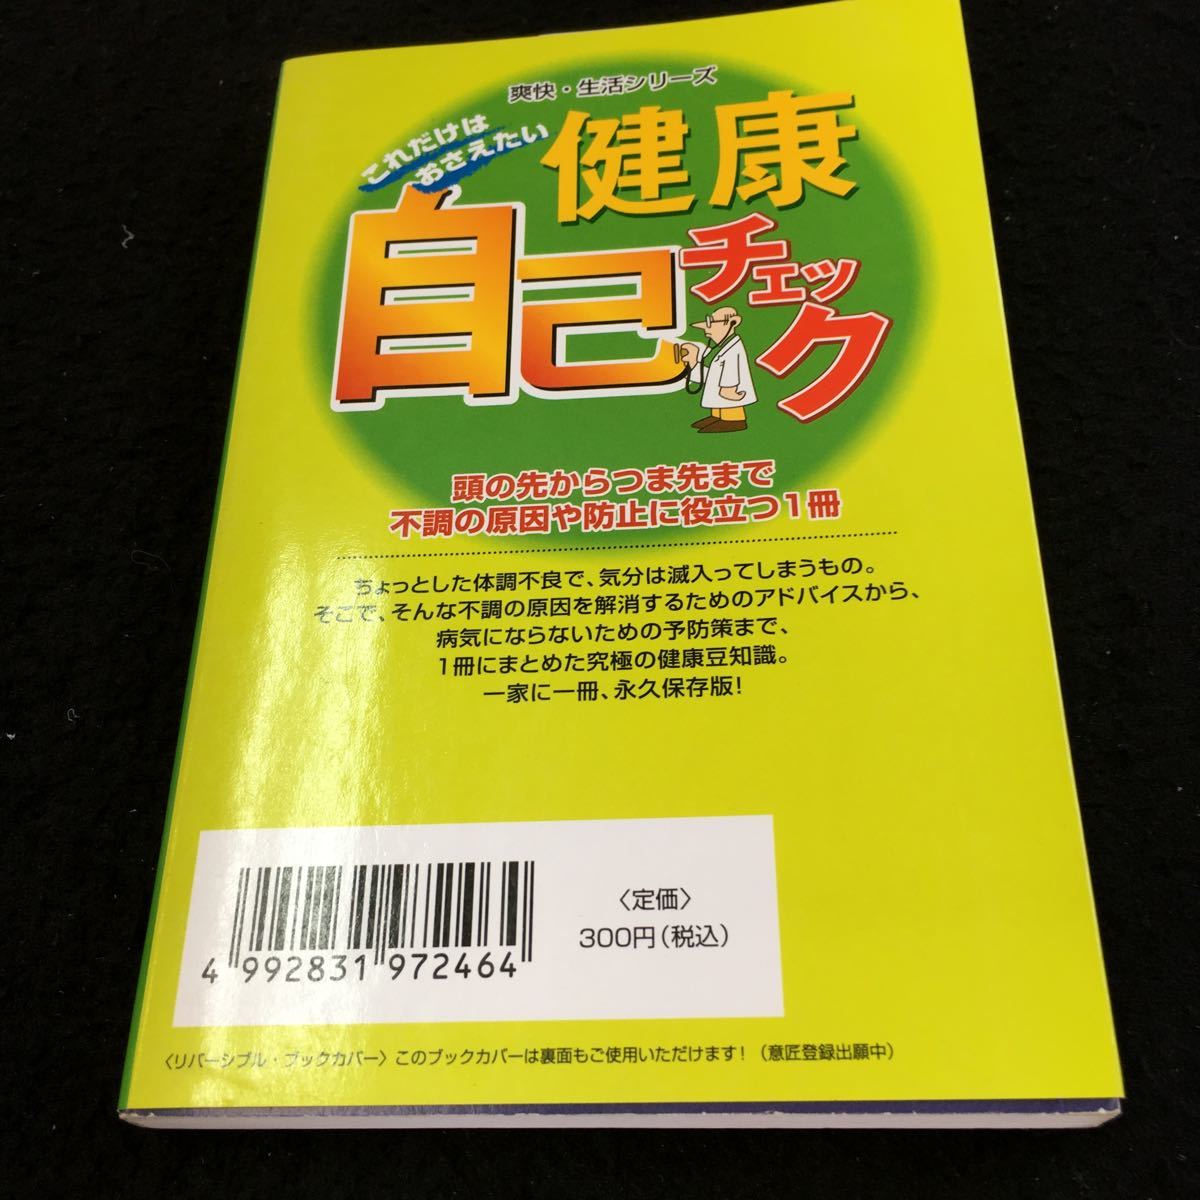 爽快・生活シリーズ
これだけは
おさえたい
健康
自己
チェック
頭の先からつま先まで
不調の原因や防止に役立つ1冊
ちょっとした体調不良で、気分は滅入ってしまうもの。
そこで、そんな不調の原因を解消するためのアドバイスから、
病気にならないための予防策まで、
1冊にまとめた究極の健康豆知識。
一家に一冊、永久保存版!
〈定価〉
300円(税込)
4 992831 972464
〈リバーシブル・ブックカバー〉このブックカバーは裏面もご使用いただけます!(意匠登録出願中)